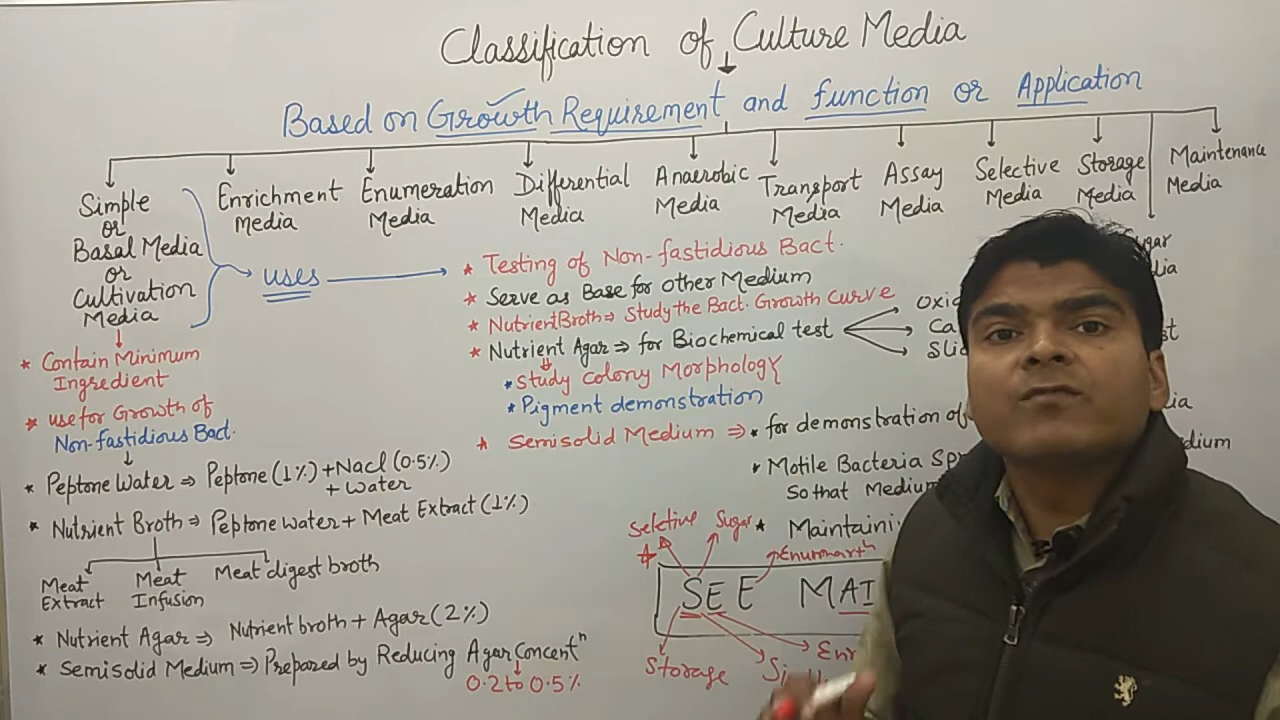 Classification of Culture Media
Based on Growth Requirement and function or Application
Simple
or
Basal Media
or
Cultivation
Media
Enrichment
Media
Enumeration
Media
Differential
Media
Anaerobic
Media
Transport
Media
Assay
Media
Selective
Media
Storage
Media
Maintenance
Media
uses
* Contain Minimum
Ingredient
* use for Growth of
Non-fastidious Bact.
* Peptone Water ⇒ Peptone (1%) + Nacl (0.5%)
+ Water
* Nutrient Broth ⇒ Peptone water + Meat Extract (1%)
Meat
Extract
Meat
Infusion
Meat digest broth
* Nutrient Agar ⇒ Nutrient broth + Agar (2%)
* Semisolid Medium ⇒ Prepared by Reducing Agar Concentⁿ
0.2 to 0.5%
* Testing of Non-fastidious Bact.
* Serve as Base for other Medium
* Nutrient Broth ⇒ Study the Bact. Growth Curve
* Nutrient Agar ⇒ for Biochemical test
* Study Colony Morphology
* Pigment demonstration
* Semisolid Medium ⇒ * for demonstration of
* Motile Bacteria
So that Medium
*
Seletive
Sugar
Enummartⁿ
SEE MAI
Storage